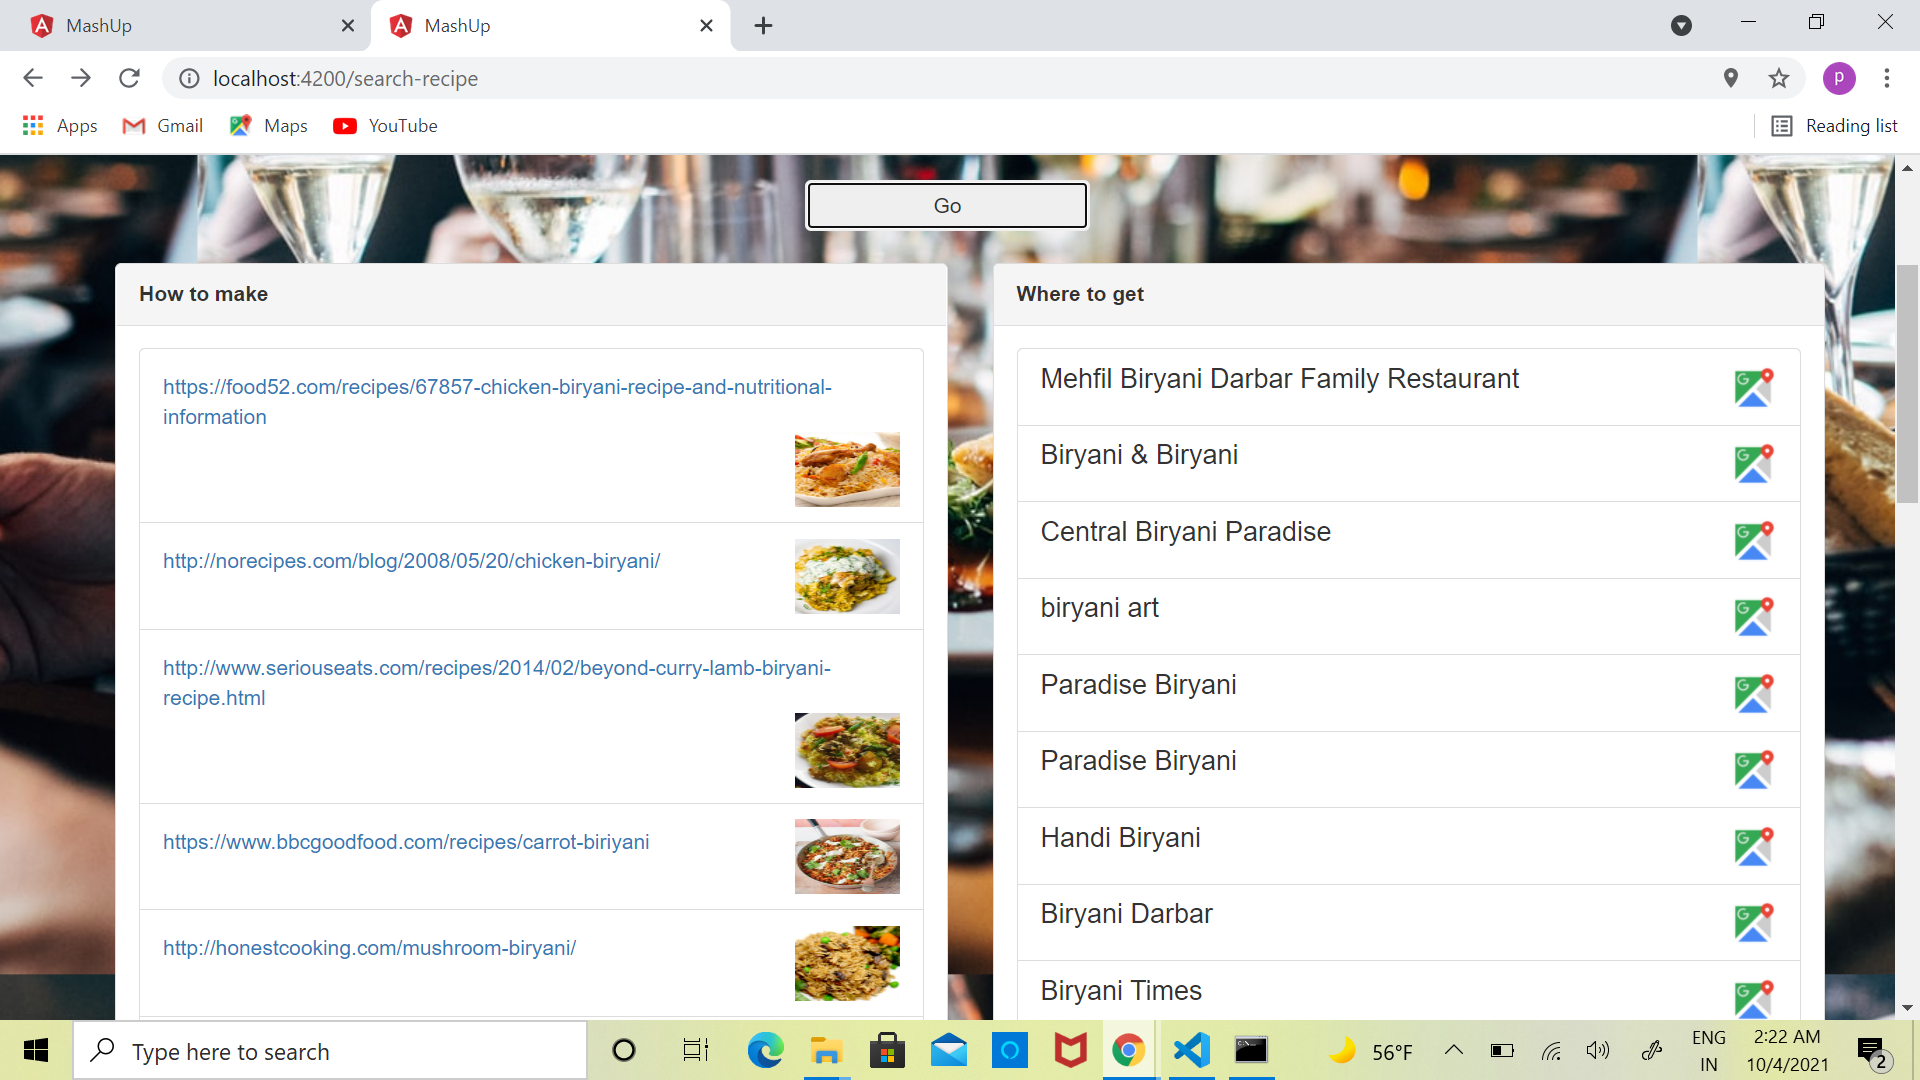 MashUp
MashUp
localhost:4200/search-recipe
P
Apps
Gmail
Maps
YouTube
Reading list
Go
How to make
https://food52.com/recipes/67857-chicken-biryani-recipe-and-nutritional-
information
http://norecipes.com/blog/2008/05/20/chicken-biryani/
http://www.seriouseats.com/recipes/2014/02/beyond-curry-lamb-biryani-
recipe.html
https://www.bbcgoodfood.com/recipes/carrot-biriyani
http://honestcooking.com/mushroom-biryani/
Where to get
Mehfil Biryani Darbar Family Restaurant
Biryani & Biryani
Central Biryani Paradise
biryani art
Paradise Biryani
Paradise Biryani
Handi Biryani
Biryani Darbar
Biryani Times
Type here to search
56°F
ENG
IN
2:22 AM
10/4/2021
2